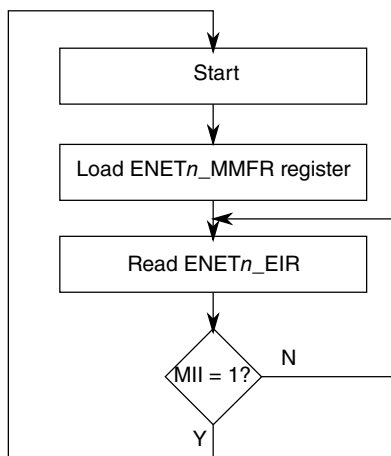 Start
Load ENETn_MMFR register
Read ENETn_EIR
MII = 1?
N
Y